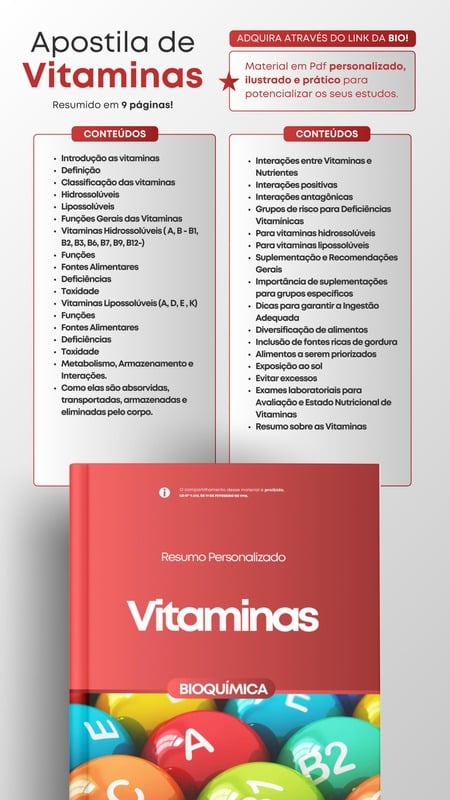 Apostila de
Vitaminas
Resumido em 9 páginas!
ADQUIRA ATRAVÉS DO LINK DA BIO!
Material em Pdf personalizado,
ilustrado e prático para
potencializar os seus estudos.
CONTEÚDOS
• Introdução as vitaminas
• Definição
• Classificação das vitaminas
• Hidrossolúveis
• Lipossolúveis
• Funções Gerais das Vitaminas
• Vitaminas Hidrossolúveis ( A, B - B1,
B2, B3, B6, B7, B9, B12-)
• Funções
• Fontes Alimentares
• Deficiências
• Toxidade
• Vitaminas Lipossolúveis (A, D, E , K)
• Funções
• Fontes Alimentares
• Deficiências
• Toxidade
• Metabolismo, Armazenamento e
Interações.
• Como elas são absorvidas,
transportadas, armazenadas e
eliminadas pelo corpo.
CONTEÚDOS
• Interações entre Vitaminas e
Nutrientes
• Interações positivas
• Interações antagônicas
• Grupos de risco para Deficiências
Vitamínicas
• Para vitaminas hidrossolúveis
• Para vitaminas lipossolúveis
• Suplementação e Recomendações
Gerais
• Importância de suplementações
para grupos específicos
• Dicas para garantir a Ingestão
Adequada
• Diversificação de alimentos
• Inclusão de fontes ricas de gordura
• Alimentos a serem priorizados
• Exposição ao sol
• Evitar excessos
• Exames laboratoriais para
Avaliação e Estado Nutricional de
Vitaminas
• Resumo sobre as Vitaminas
O compartilhamento desse material é proibido.
Resumo Personalizado
Vitaminas
BIOQUÍMICA
E
A
B2
C
1